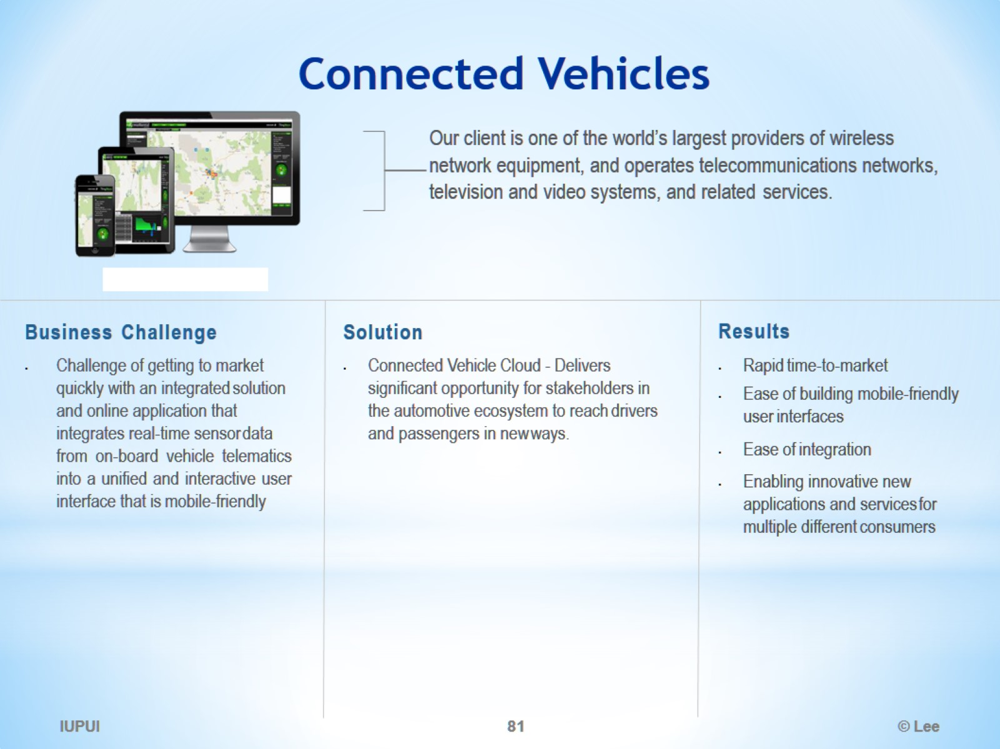 Connected Vehicles
Our client is one of the world's largest providers of wireless
network equipment, and operates telecommunications networks,
television and video systems, and related services.
Business Challenge
. Challenge of getting to market
quickly with an integrated solution
and online application that
integrates real-time sensor data
from on-board vehicle telematics
into a unified and interactive user
interface that is mobile-friendly
Solution
. Connected Vehicle Cloud - Delivers
significant opportunity for stakeholders in
the automotive ecosystem to reach drivers
and passengers in new ways.
Results
. Rapid time-to-market
. Ease of building mobile-friendly
user interfaces
. Ease of integration
. Enabling innovative new
applications and services for
multiple different consumers
IUPUI
81
© Lee